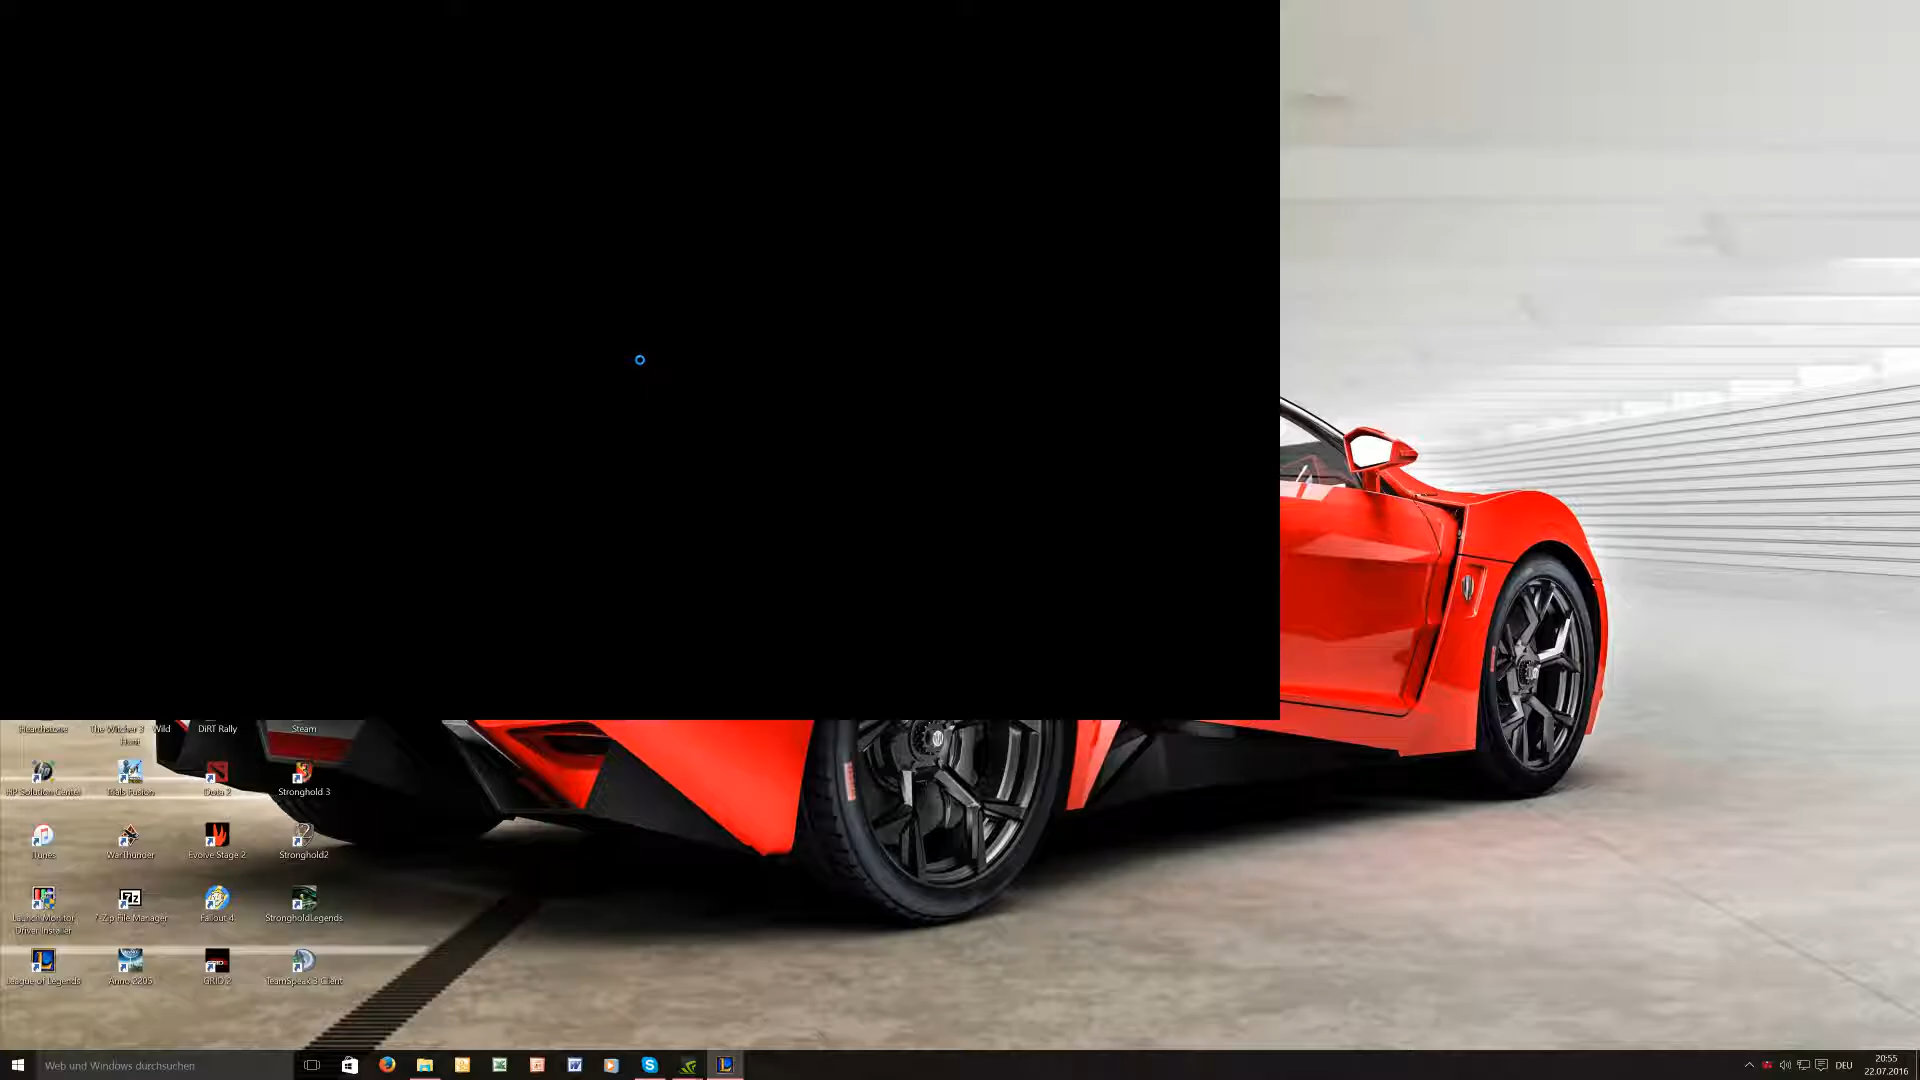 Hearthstone
The Witcher 3 Wild
Hunt
DiRT Rally
Steam
HP Solution Center
Trials Fusion
Dota 2
Stronghold 3
iTunes
WarThunder
Evolve Stage 2
Stronghold2
Launch Monitor
Driver Installer
7-Zip File Manager
Fallout 4
StrongholdLegends
League of Legends
Anno 2205
GRID 2
TeamSpeak 3 Client
Web und Windows durchsuchen
DEU
20:55
22.07.2016